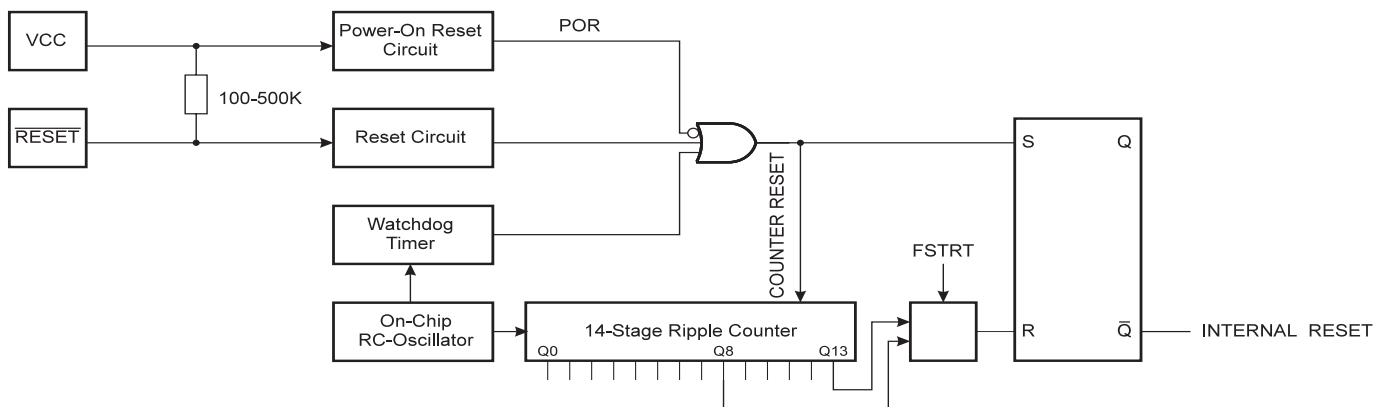 VCC
Power-On Reset
Circuit
POR
100-500K
RESET
Reset Circuit
S
Q
COUNTER RESET
Watchdog
Timer
FSTRT
On-Chip
RC-Oscillator
14-Stage Ripple Counter
Q0
Q8
Q13
R
Q̅
INTERNAL RESET